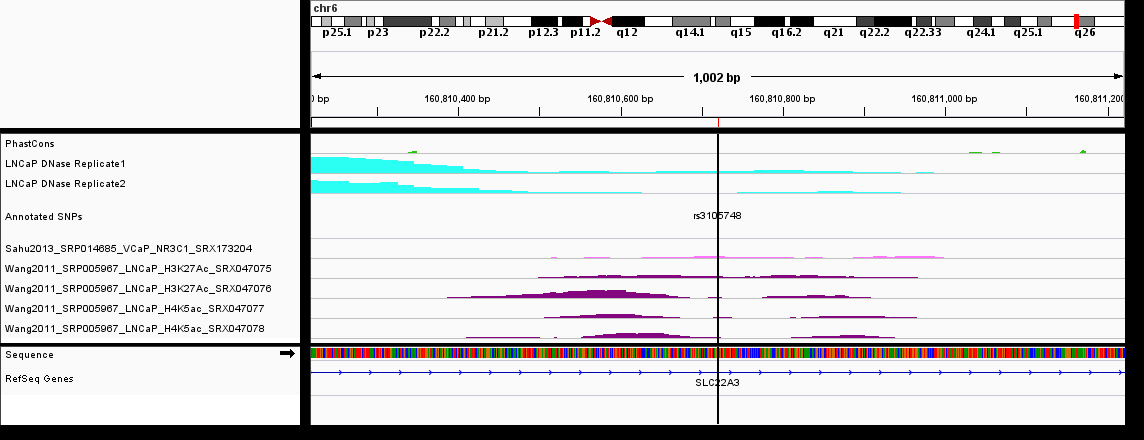 chr6
p25.1 p23 p22.2 p21.2 p12.3 p11.2 q12 q14.1 q15 q16.2 q21 q22.2 q22.33 q24.1 q25.1 q26
1,002 bp
0 bp 160,810,400 bp 160,810,600 bp 160,810,800 bp 160,811,000 bp 160,811,200
PhastCons
LNCaP DNase Replicate1
LNCaP DNase Replicate2
Annotated SNPs rs3105748
Sahu2013_SRP014685_VCaP_NR3C1_SRX173204
Wang2011_SRP005967_LNCaP_H3K27Ac_SRX047075
Wang2011_SRP005967_LNCaP_H3K27Ac_SRX047076
Wang2011_SRP005967_LNCaP_H4K5ac_SRX047077
Wang2011_SRP005967_LNCaP_H4K5ac_SRX047078
Sequence
RefSeq Genes SLC22A3